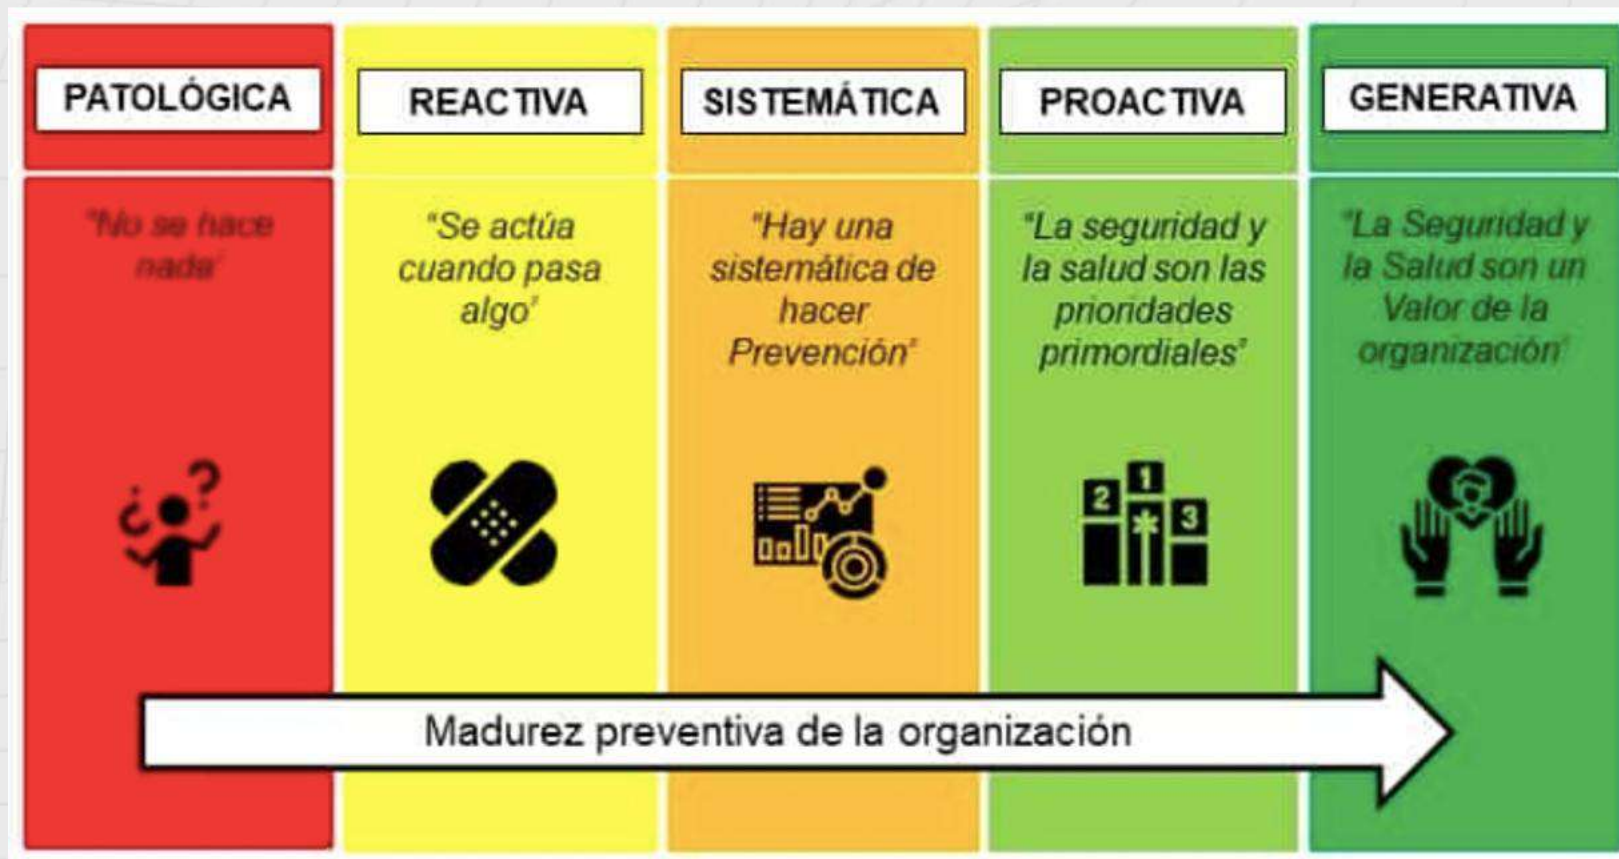 PATOLÓGICA
REACTIVA
SISTEMÁTICA
PROACTIVA
GENERATIVA
"No se hace
nada"
"Se actúa
cuando pasa
algo"
"Hay una
sistemática de
hacer
Prevención"
"La seguridad y
la salud son las
prioridades
primordiales"
"La Seguridad y
la Salud son un
Valor de la
organización"
¿ ?
2 1 3
Madurez preventiva de la organización